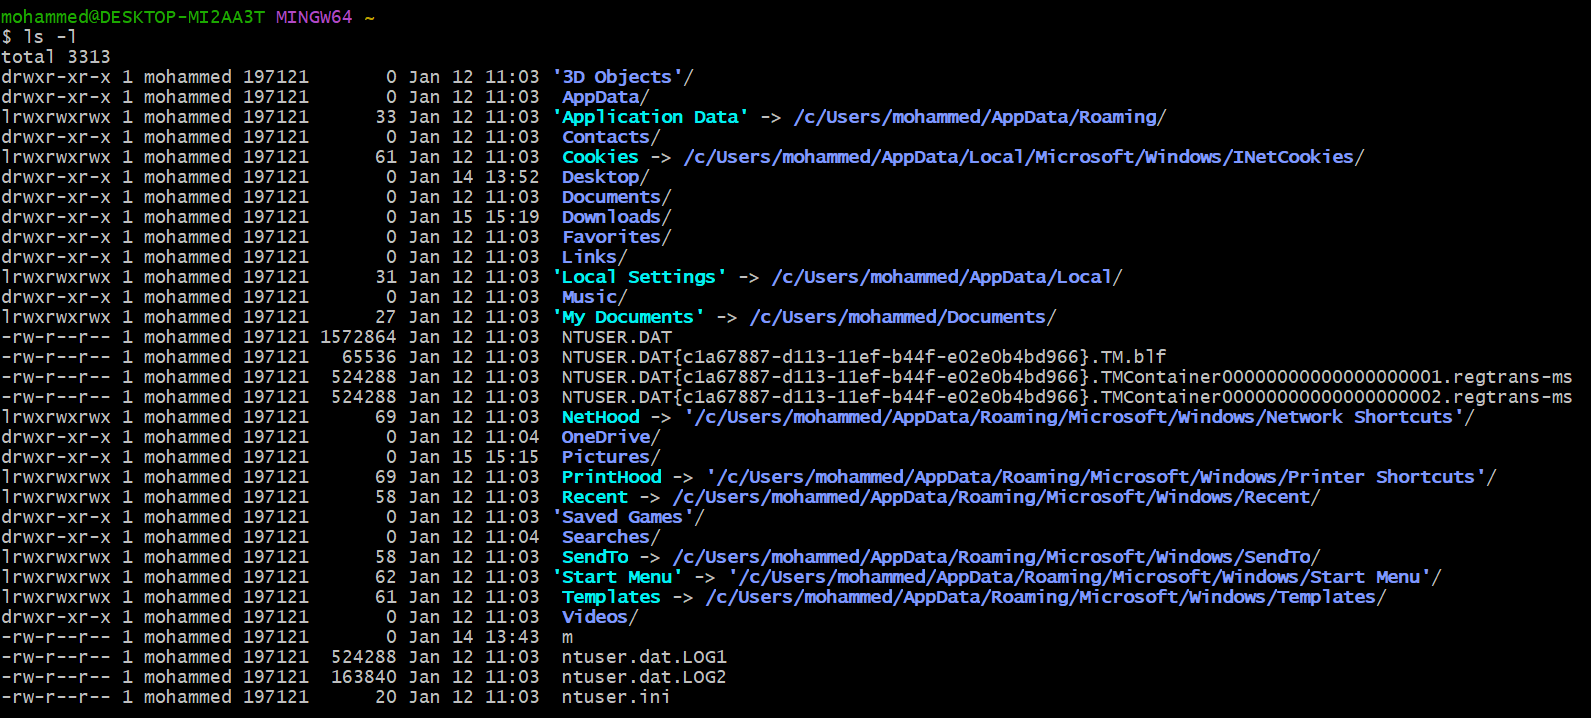 mohammed@DESKTOP-MI2AA3T MINGW64 ~
$ ls -l
total 3313
drwxr-xr-x 1 mohammed 197121       0 Jan 12 11:03 '3D Objects'/
drwxr-xr-x 1 mohammed 197121       0 Jan 12 11:03  AppData/
lrwxrwxrwx 1 mohammed 197121      33 Jan 12 11:03 'Application Data' -> /c/Users/mohammed/AppData/Roaming/
drwxr-xr-x 1 mohammed 197121       0 Jan 12 11:03  Contacts/
lrwxrwxrwx 1 mohammed 197121      61 Jan 12 11:03  Cookies -> /c/Users/mohammed/AppData/Local/Microsoft/Windows/INetCookies/
drwxr-xr-x 1 mohammed 197121       0 Jan 14 13:52  Desktop/
drwxr-xr-x 1 mohammed 197121       0 Jan 12 11:03  Documents/
drwxr-xr-x 1 mohammed 197121       0 Jan 15 15:19  Downloads/
drwxr-xr-x 1 mohammed 197121       0 Jan 12 11:03  Favorites/
drwxr-xr-x 1 mohammed 197121       0 Jan 12 11:03  Links/
lrwxrwxrwx 1 mohammed 197121      31 Jan 12 11:03 'Local Settings' -> /c/Users/mohammed/AppData/Local/
drwxr-xr-x 1 mohammed 197121       0 Jan 12 11:03  Music/
lrwxrwxrwx 1 mohammed 197121      27 Jan 12 11:03 'My Documents' -> /c/Users/mohammed/Documents/
-rw-r--r-- 1 mohammed 197121 1572864 Jan 12 11:03  NTUSER.DAT
-rw-r--r-- 1 mohammed 197121   65536 Jan 12 11:03  NTUSER.DAT{c1a67887-d113-11ef-b44f-e02e0b4bd966}.TM.blf
-rw-r--r-- 1 mohammed 197121  524288 Jan 12 11:03  NTUSER.DAT{c1a67887-d113-11ef-b44f-e02e0b4bd966}.TMContainer00000000000000000001.regtrans-ms
-rw-r--r-- 1 mohammed 197121  524288 Jan 12 11:03  NTUSER.DAT{c1a67887-d113-11ef-b44f-e02e0b4bd966}.TMContainer00000000000000000002.regtrans-ms
lrwxrwxrwx 1 mohammed 197121      69 Jan 12 11:03  NetHood -> '/c/Users/mohammed/AppData/Roaming/Microsoft/Windows/Network Shortcuts'/
drwxr-xr-x 1 mohammed 197121       0 Jan 12 11:04  OneDrive/
drwxr-xr-x 1 mohammed 197121       0 Jan 15 15:15  Pictures/
lrwxrwxrwx 1 mohammed 197121      69 Jan 12 11:03  PrintHood -> '/c/Users/mohammed/AppData/Roaming/Microsoft/Windows/Printer Shortcuts'/
lrwxrwxrwx 1 mohammed 197121      58 Jan 12 11:03  Recent -> /c/Users/mohammed/AppData/Roaming/Microsoft/Windows/Recent/
drwxr-xr-x 1 mohammed 197121       0 Jan 12 11:03 'Saved Games'/
drwxr-xr-x 1 mohammed 197121       0 Jan 12 11:04  Searches/
lrwxrwxrwx 1 mohammed 197121      58 Jan 12 11:03  SendTo -> /c/Users/mohammed/AppData/Roaming/Microsoft/Windows/SendTo/
lrwxrwxrwx 1 mohammed 197121      62 Jan 12 11:03 'Start Menu' -> '/c/Users/mohammed/AppData/Roaming/Microsoft/Windows/Start Menu'/
lrwxrwxrwx 1 mohammed 197121      61 Jan 12 11:03  Templates -> /c/Users/mohammed/AppData/Roaming/Microsoft/Windows/Templates/
drwxr-xr-x 1 mohammed 197121       0 Jan 12 11:03  Videos/
-rw-r--r-- 1 mohammed 197121       0 Jan 14 13:43  m
-rw-r--r-- 1 mohammed 197121  524288 Jan 12 11:03  ntuser.dat.LOG1
-rw-r--r-- 1 mohammed 197121  163840 Jan 12 11:03  ntuser.dat.LOG2
-rw-r--r-- 1 mohammed 197121      20 Jan 12 11:03  ntuser.ini